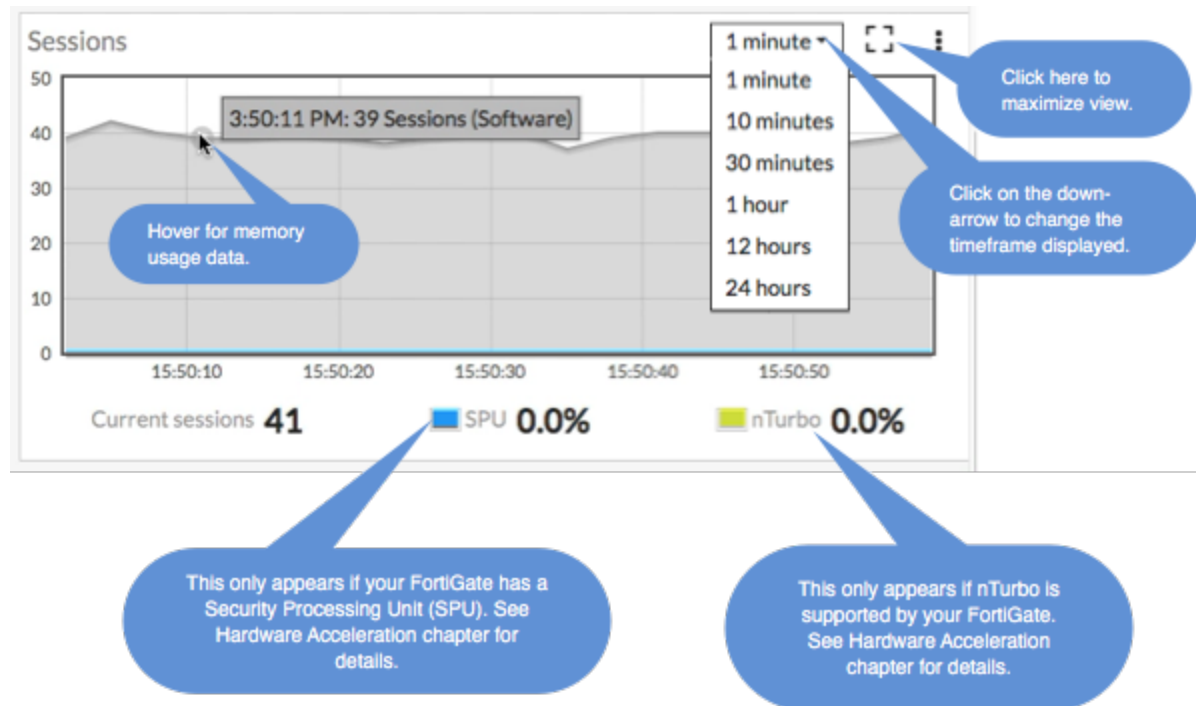 Sessions
1 minute
1 minute
10 minutes
30 minutes
1 hour
12 hours
24 hours
Click here to
maximize view.
Click on the down-
arrow to change the
timeframe displayed.
50
40
30
20
10
0
3:50:11 PM: 39 Sessions (Software)
Hover for memory
usage data.
15:50:10 15:50:20 15:50:30 15:50:40 15:50:50
Current sessions 41 SPU 0.0% nTurbo 0.0%
This only appears if your FortiGate has a
Security Processing Unit (SPU). See
Hardware Acceleration chapter for
details.
This only appears if nTurbo is
supported by your FortiGate.
See Hardware Acceleration
chapter for details.